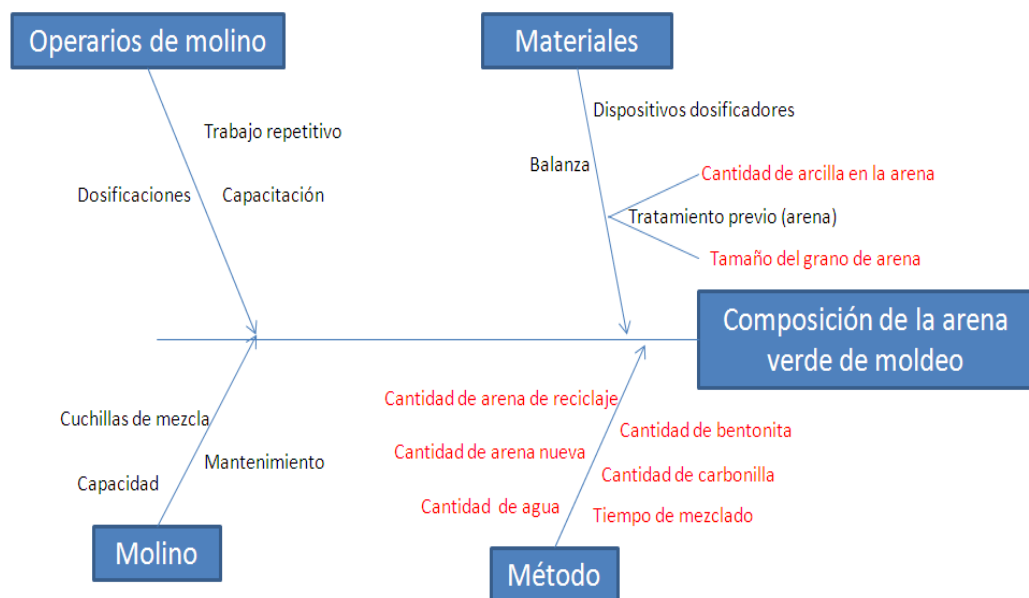 Operarios de molino
Materiales
Trabajo repetitivo
Dosificaciones
Capacitación
Dispositivos dosificadores
Balanza
Cantidad de arcilla en la arena
Tratamiento previo (arena)
Tamaño del grano de arena
Composición de la arena
verde de moldeo
Cuchillas de mezcla
Mantenimiento
Capacidad
Molino
Cantidad de arena de reciclaje
Cantidad de bentonita
Cantidad de arena nueva
Cantidad de carbonilla
Cantidad de agua
Tiempo de mezclado
Método